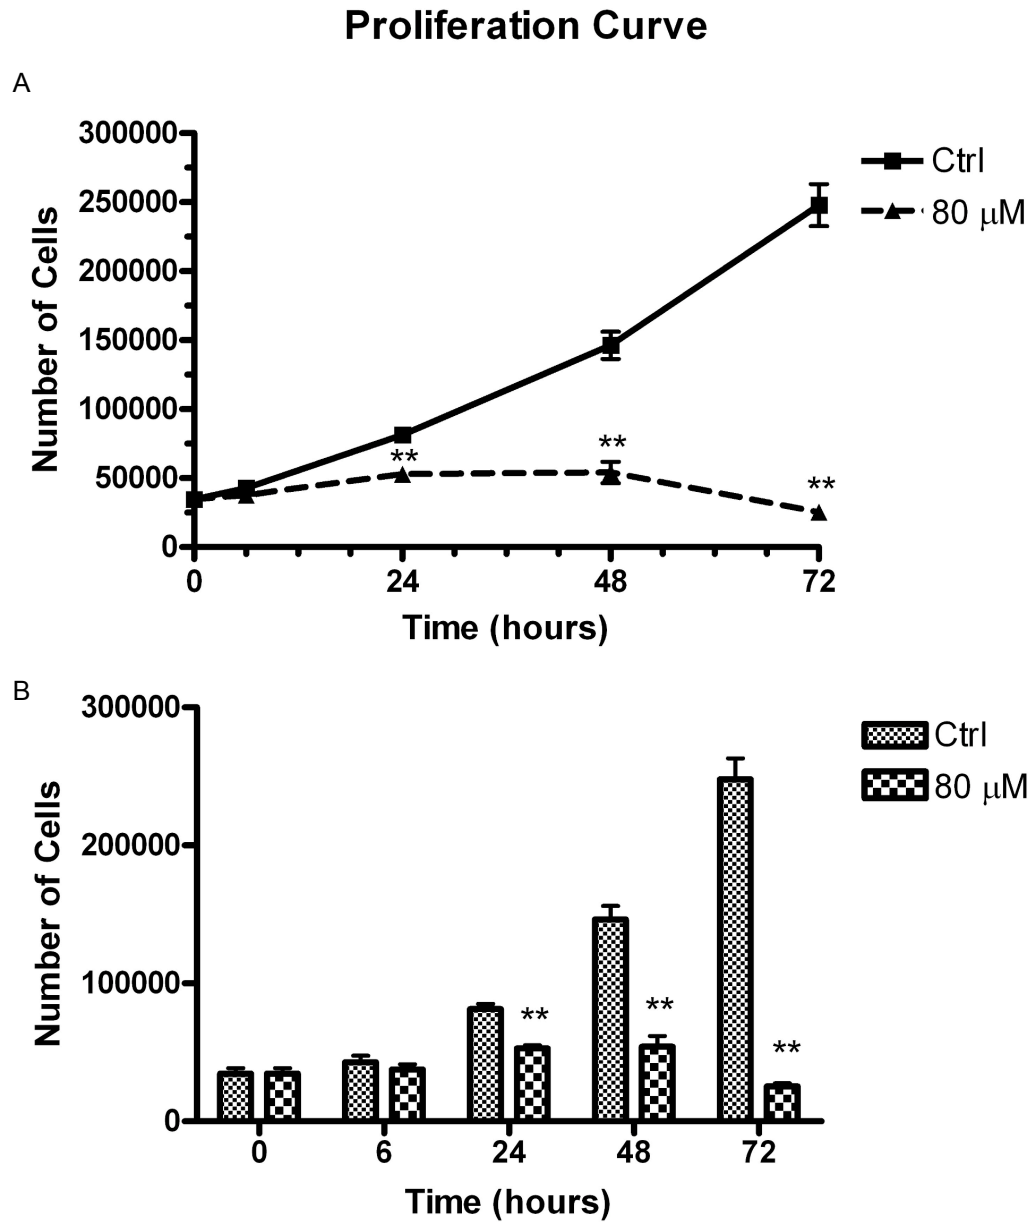 Proliferation Curve
A
300000
250000
200000
150000
100000
50000
0
Number of Cells
Ctrl
80 μM
**
**
**
0 24 48 72
Time (hours)
B
300000
200000
100000
0
Number of Cells
Ctrl
80 μM
**
**
**
0 6 24 48 72
Time (hours)